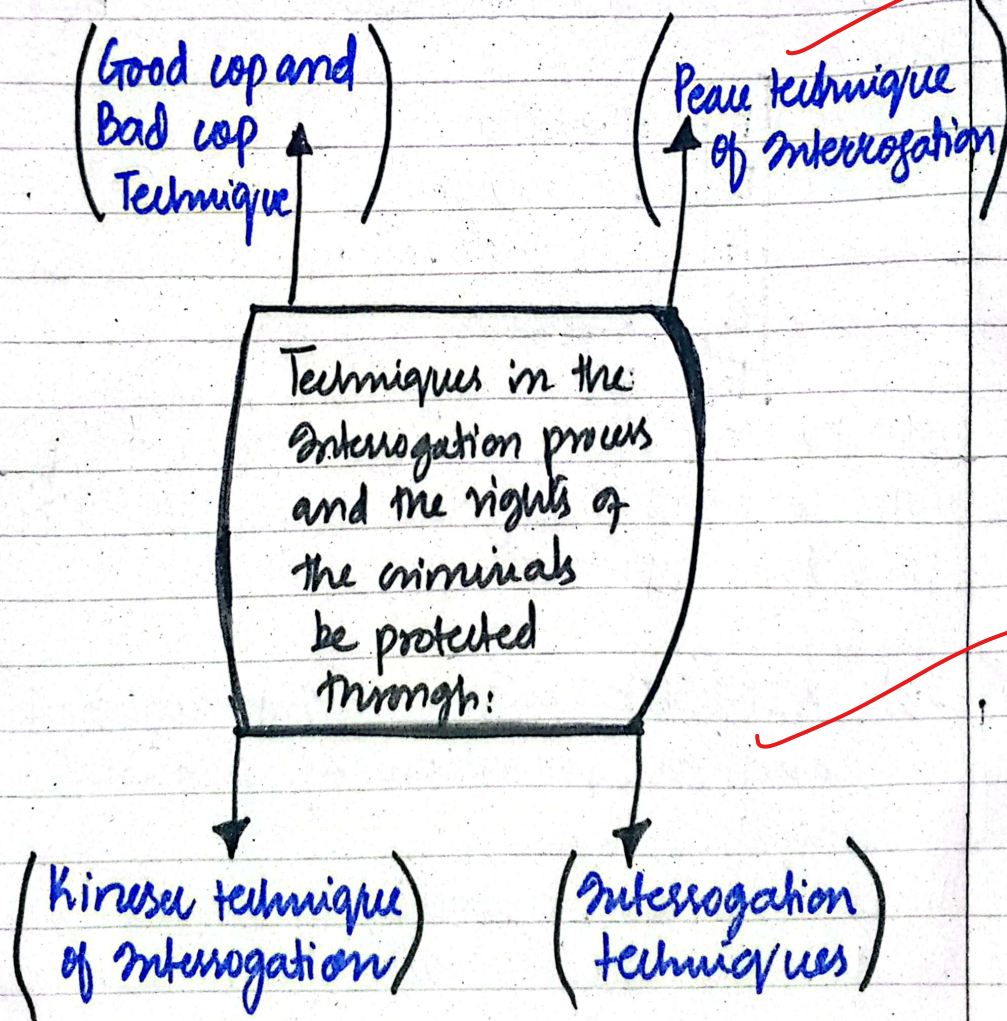 Good cop and
Bad cop
Technique
Peace technique
of Interrogation
Techniques in the
Interrogation process
and the rights of
the criminals
be protected
through:
technique
of Interrogation
Interrogation
techniques